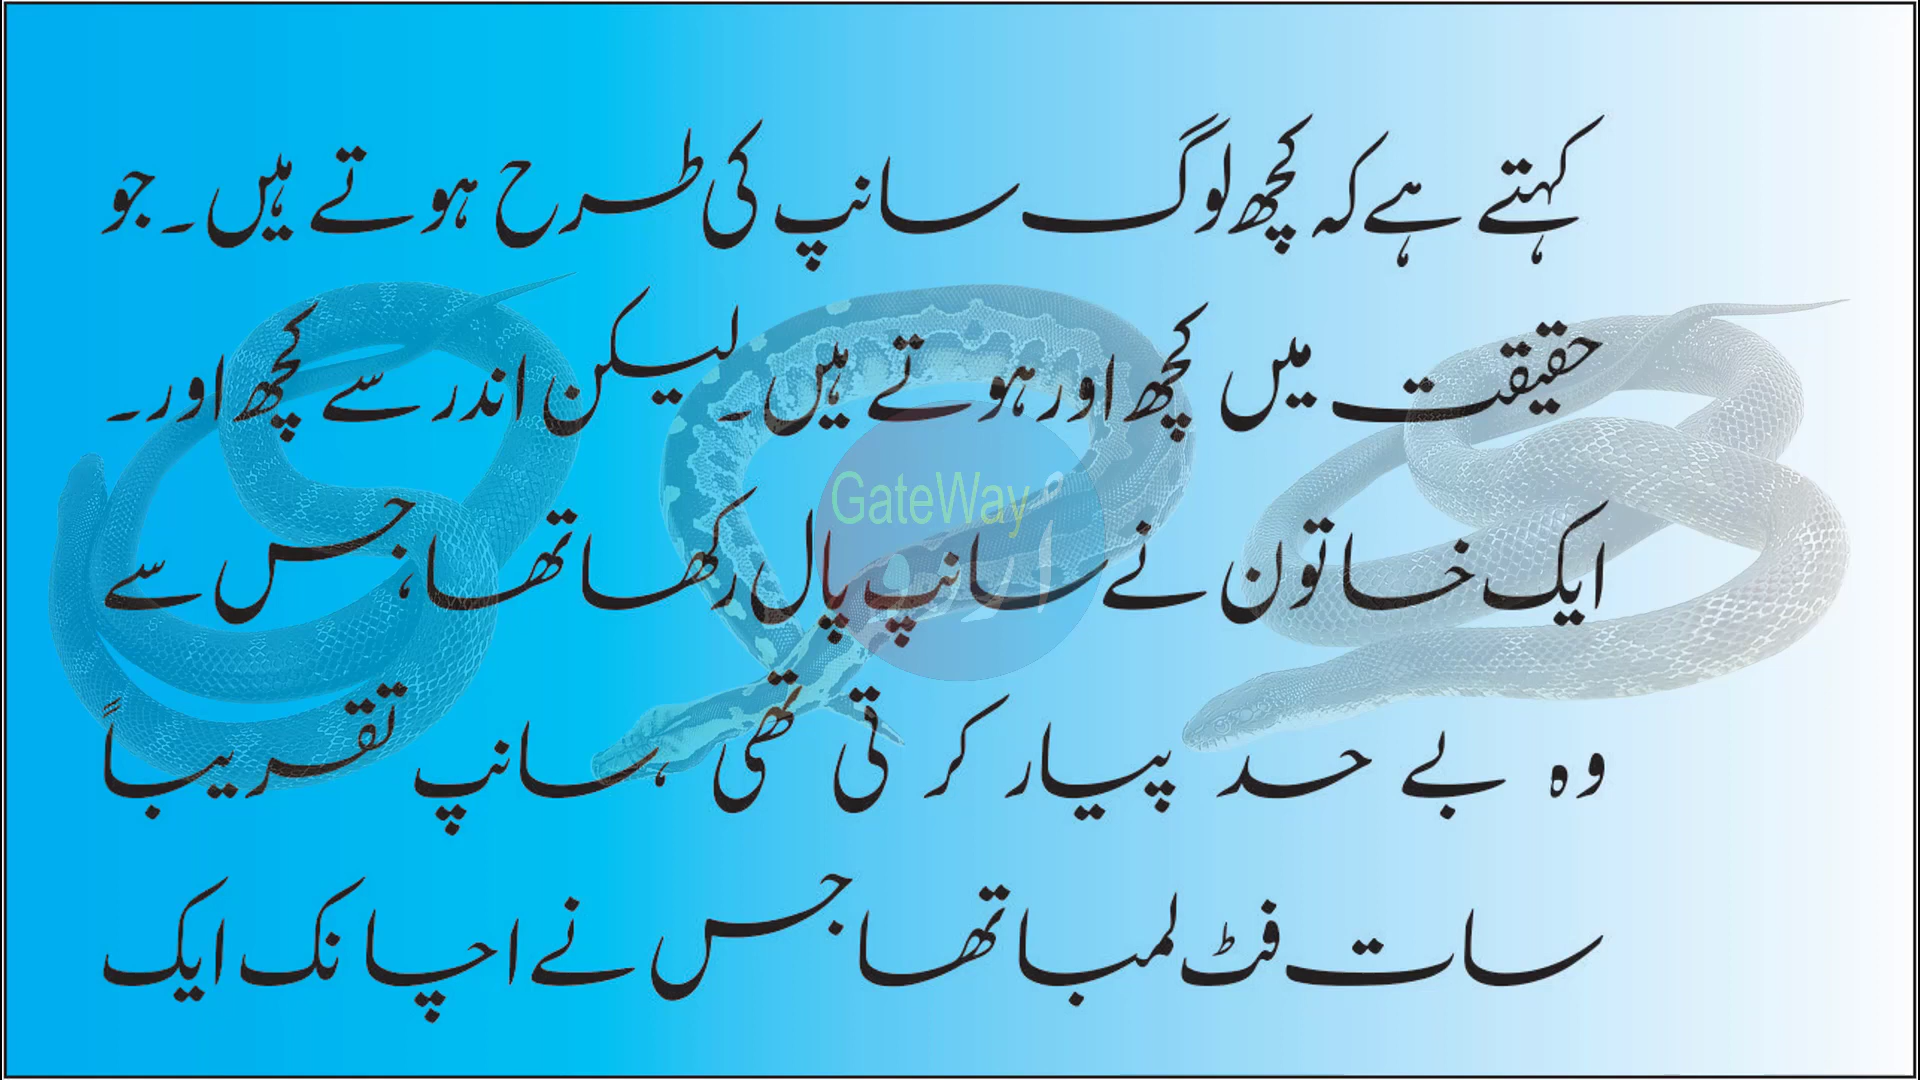 کہتے ہے کہ کچھ لوگ سانپ کی طرح ہوتے ہیں۔ جو
حقیقت میں کچھ اور ہوتے ہیں۔ لیکن اندر سے کچھ اور۔
GateWay
اردو
ایک خاتون نے سانپ پال رکھا تھا، جس سے
وہ بے حد پیار کرتی تھی، سانپ تقریباً
سات فٹ لمبا تھا جس نے اچانک ایک